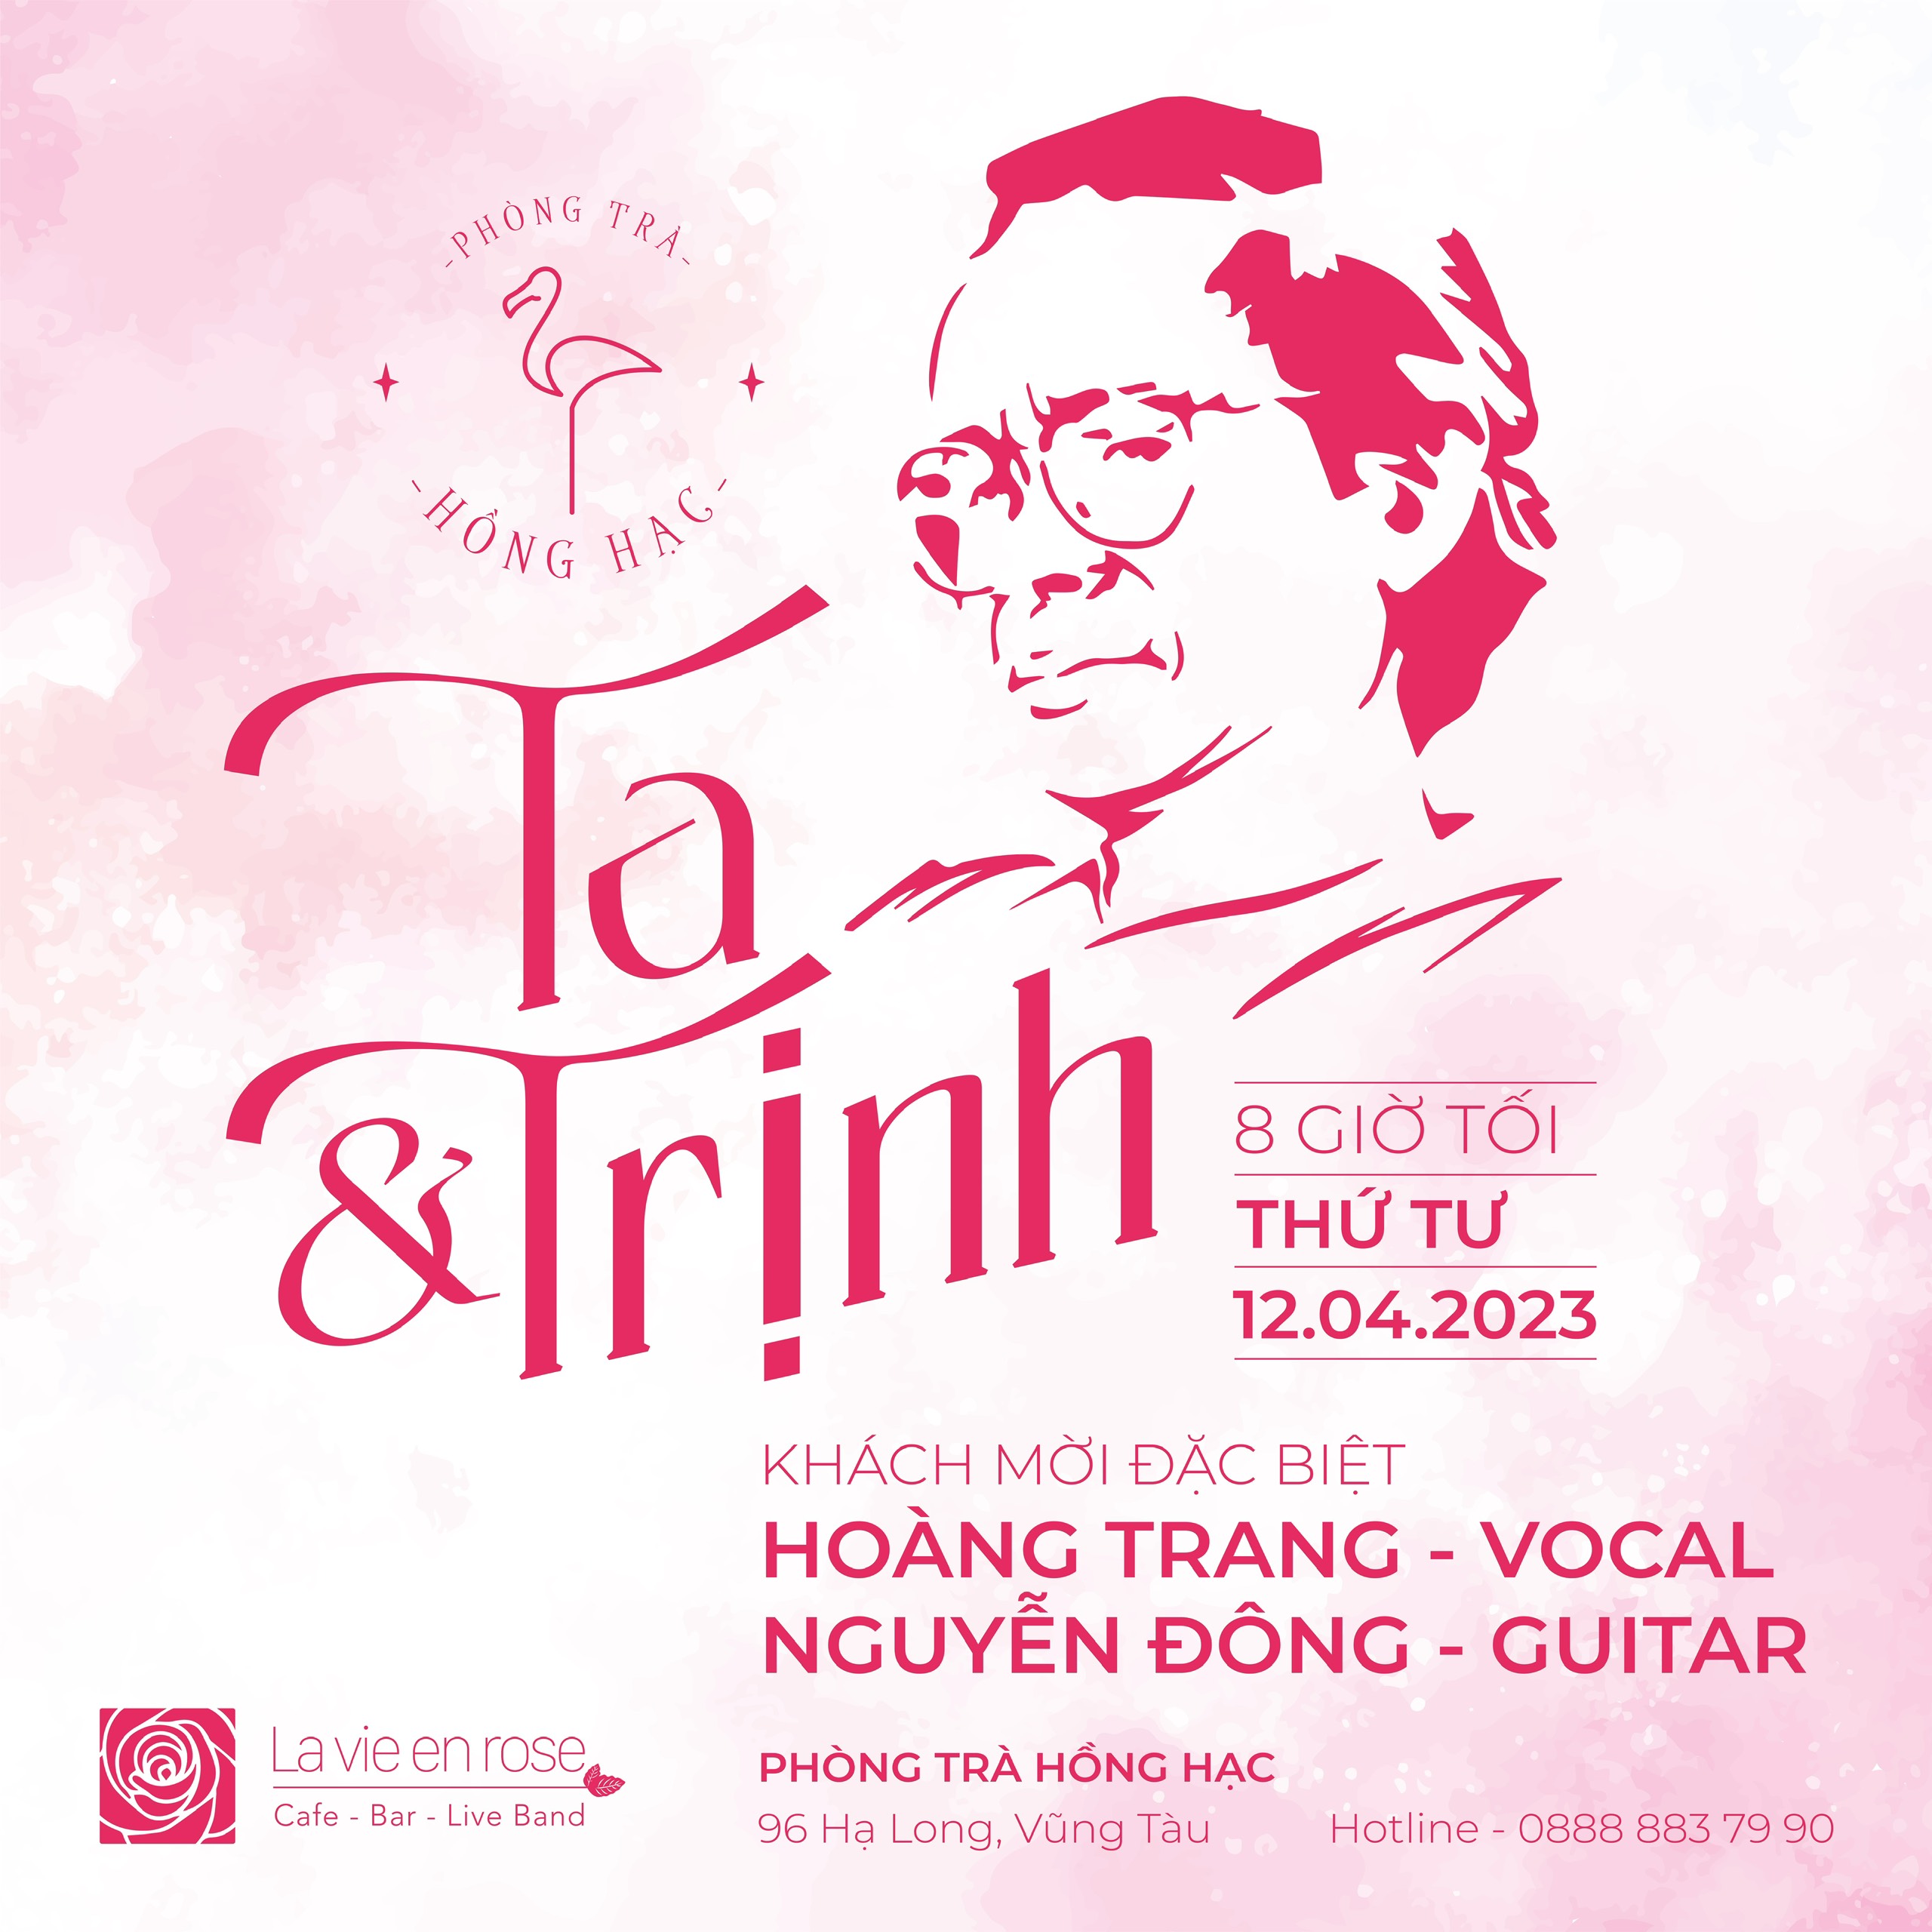 -PHÒNG TRÀ-
-HỒNG HẠC-
Ta
&Trịnh
8 GIỜ TỐI
THỨ TƯ
12.04.2023
KHÁCH MỜI ĐẶC BIỆT
HOÀNG TRANG - VOCAL
NGUYỄN ĐÔNG - GUITAR
La vie en rose
Cafe - Bar - Live Band
PHÒNG TRÀ HỒNG HẠC
96 Hạ Long, Vũng Tàu
Hotline - 0888 883 79 90